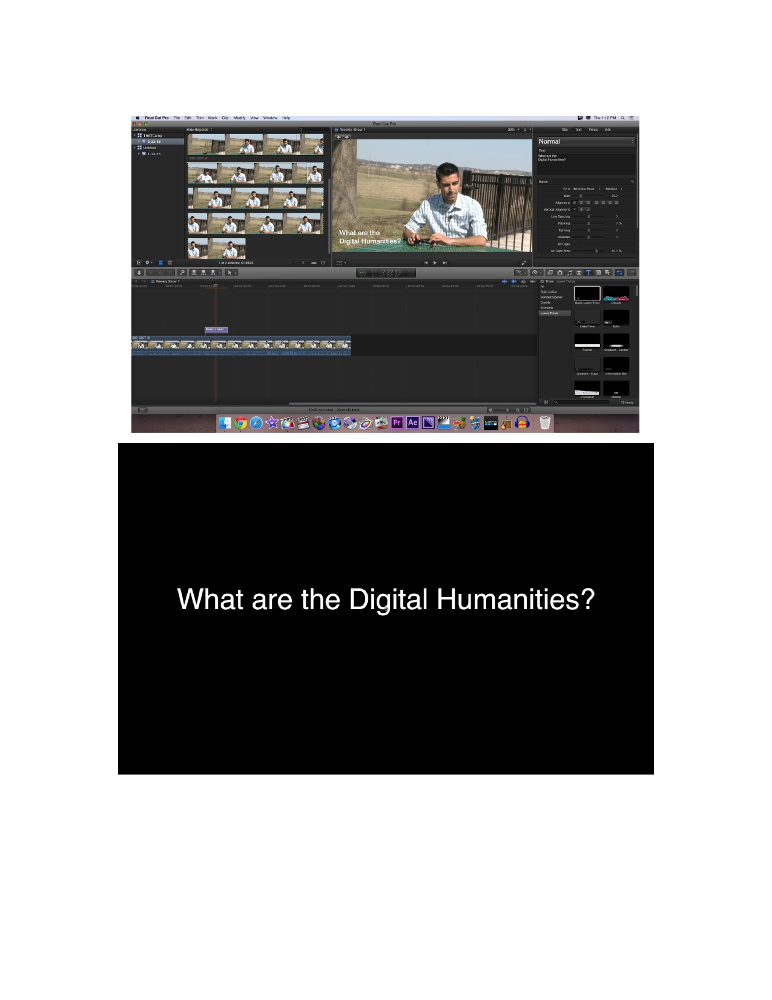 Final Cut Pro File Edit Trim Mark Clip Modify View Window Help Thu 1:12 PM
Final Cut Pro
Libraries Hide Rejected Weekly Show 7 39% Title Text Video Info
THATCamp
3-23-15
Untitled
1-13-15
Normal
Text
What are the
Digital Humanities?
Basic
Font: Helvetica Neue Medium
Size: 66.0
Alignment:
Vertical Alignment:
Line Spacing: 0
Tracking: 0 %
Kerning: 0
Baseline: 0
All Caps:
All Caps Size: 80.0 %
What are the
Digital Humanities?
1 of 3 selected, 01:56:22 30s
2:22:13
Weekly Show 7
Basic Lower...
999_0507_01
Titles Lower Thirds
All
Build In/Out
Bumper/Opener
Credits
Elements
Lower Thirds
Basic Lower Third Clouds
Date/Time Echo
Formal Gradient - Center
Gradient - Edge Information Bar
Looseleaf Middle
72 items
10:05 selected - 03:21:05 total
Pr Ae
GoPro
What are the Digital Humanities?